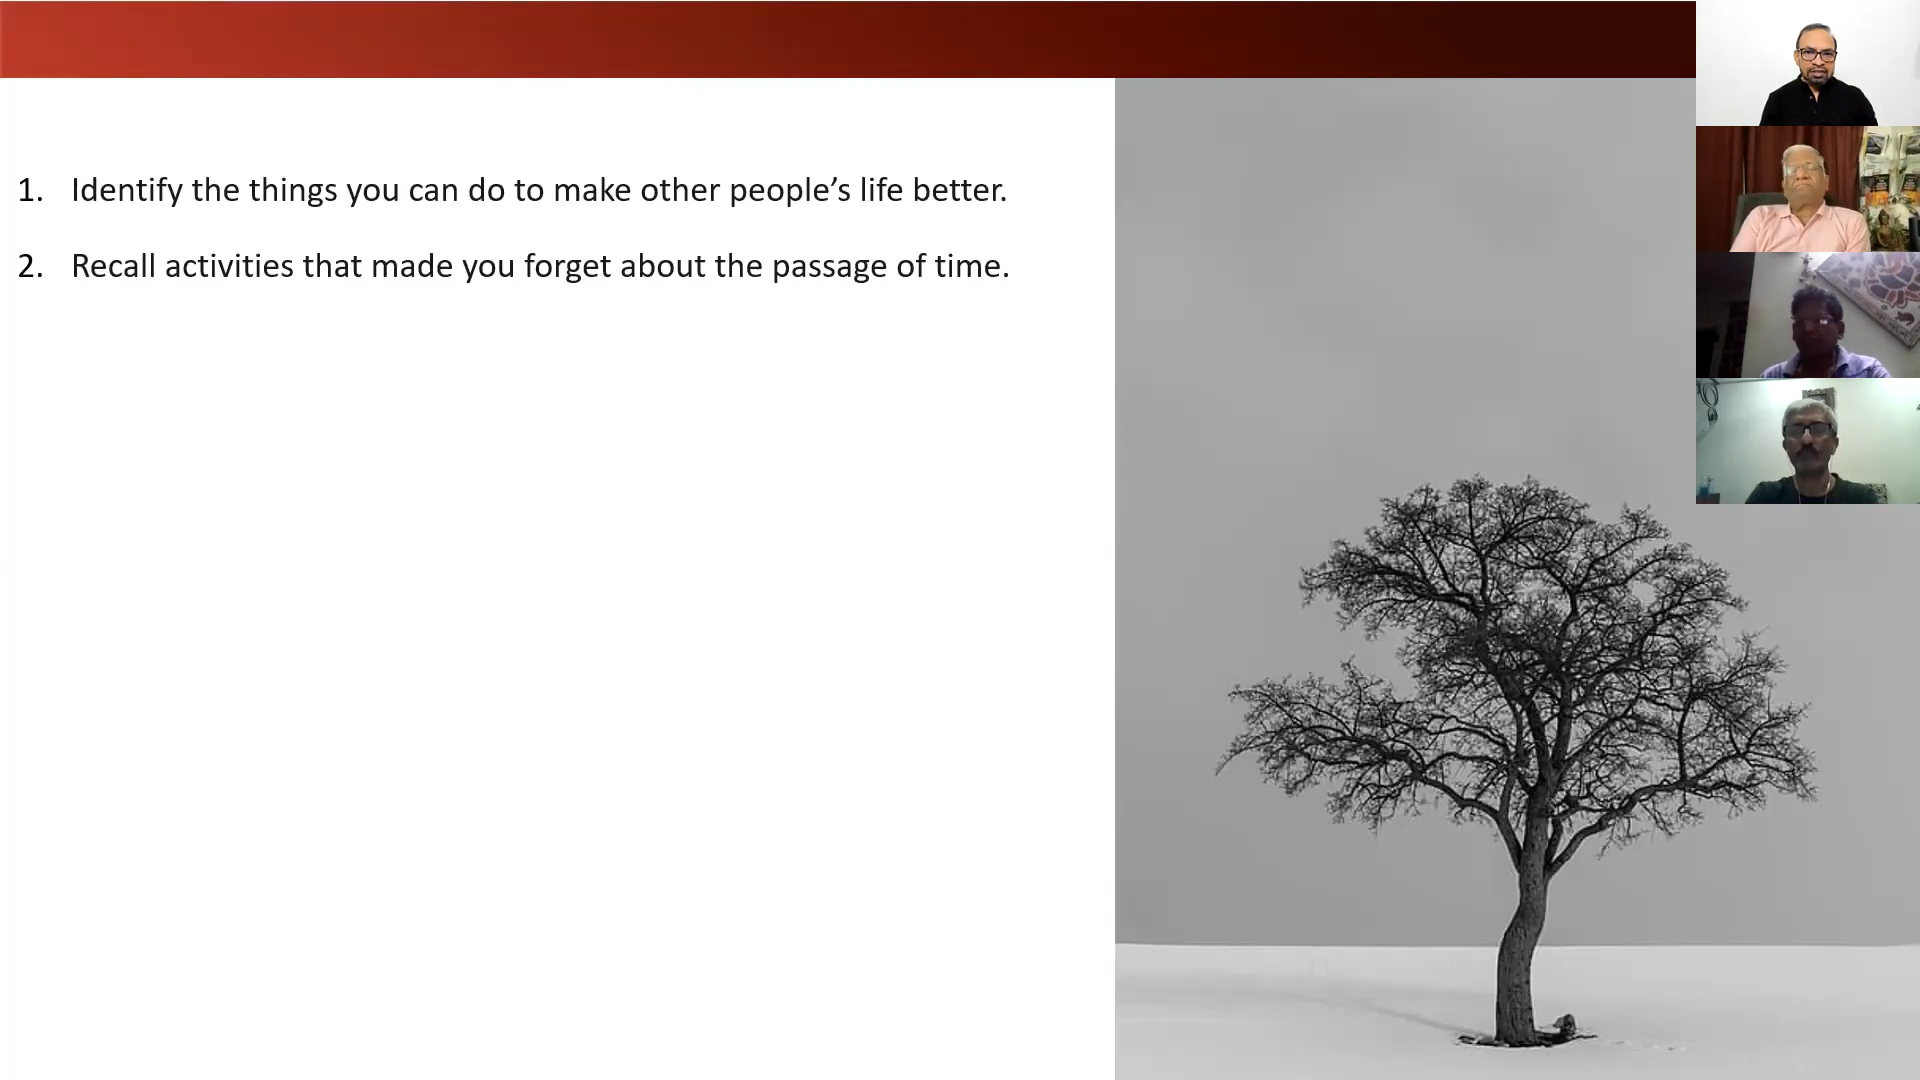 1. Identify the things you can do to make other people’s life better.
2. Recall activities that made you forget about the passage of time.